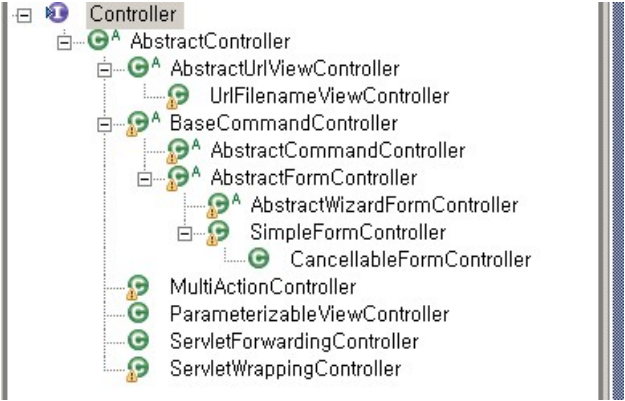 Controller
AbstractController
AbstractUrlViewController
UrlFilenameViewController
BaseCommandController
AbstractCommandController
AbstractFormController
AbstractWizardFormController
SimpleFormController
CancellableFormController
MultiActionController
ParameterizableViewController
ServletForwardingController
ServletWrappingController